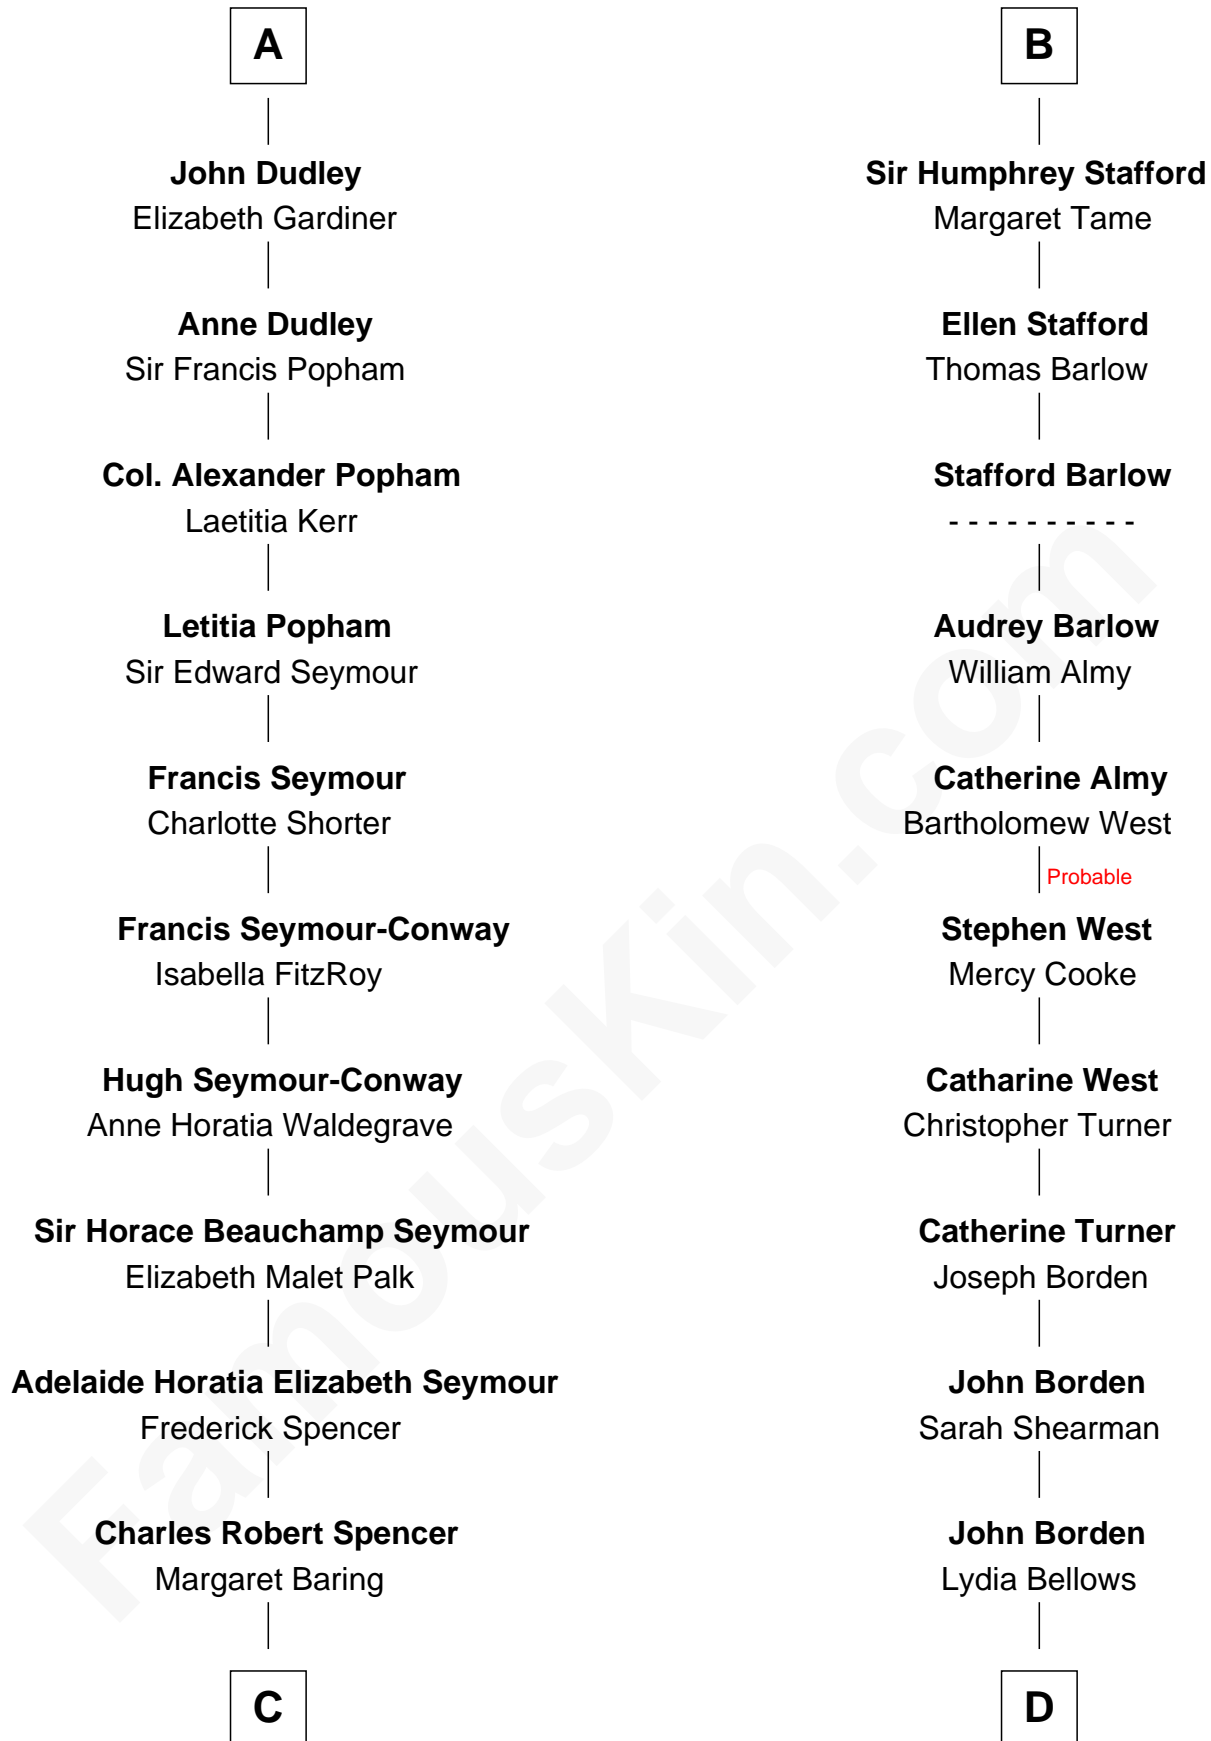 A
John Dudley
Elizabeth Gardiner
Anne Dudley
Sir Francis Popham
Col. Alexander Popham
Laetitia Kerr
Letitia Popham
Sir Edward Seymour
Francis Seymour
Charlotte Shorter
Francis Seymour-Conway
Isabella FitzRoy
Hugh Seymour-Conway
Anne Horatia Waldegrave
Sir Horace Beauchamp Seymour
Elizabeth Malet Palk
Adelaide Horatia Elizabeth Seymour
Frederick Spencer
Charles Robert Spencer
Margaret Baring
C
B
Sir Humphrey Stafford
Margaret Tame
Ellen Stafford
Thomas Barlow
Stafford Barlow
- - - - - - - - - -
Audrey Barlow
William Almy
Catherine Almy
Bartholomew West
Probable
Stephen West
Mercy Cooke
Catharine West
Christopher Turner
Catherine Turner
Joseph Borden
John Borden
Sarah Shearman
John Borden
Lydia Bellows
D
FamousKin.com